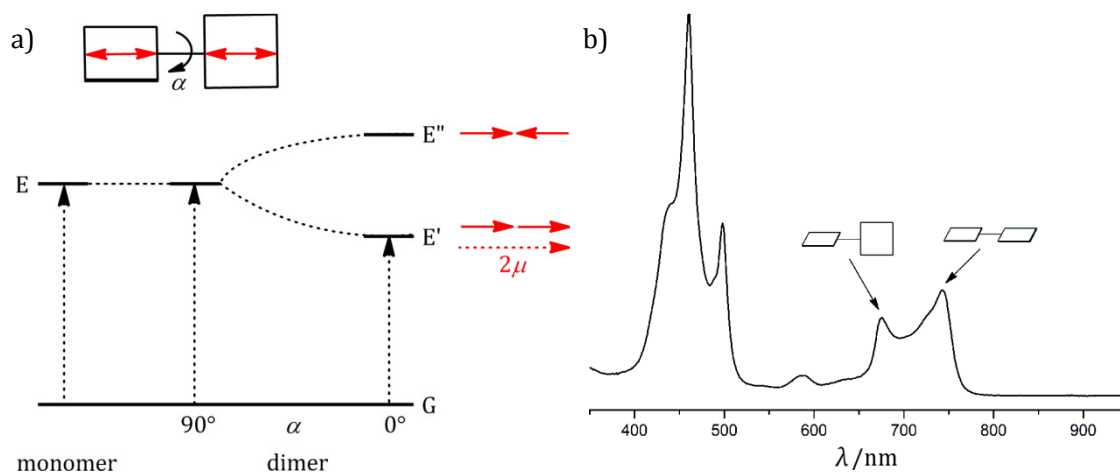 a)
α
E
E"
E'
2μ
G
90°
α
0°
monomer
dimer
b)
400
500
600
700
800
900
λ/nm